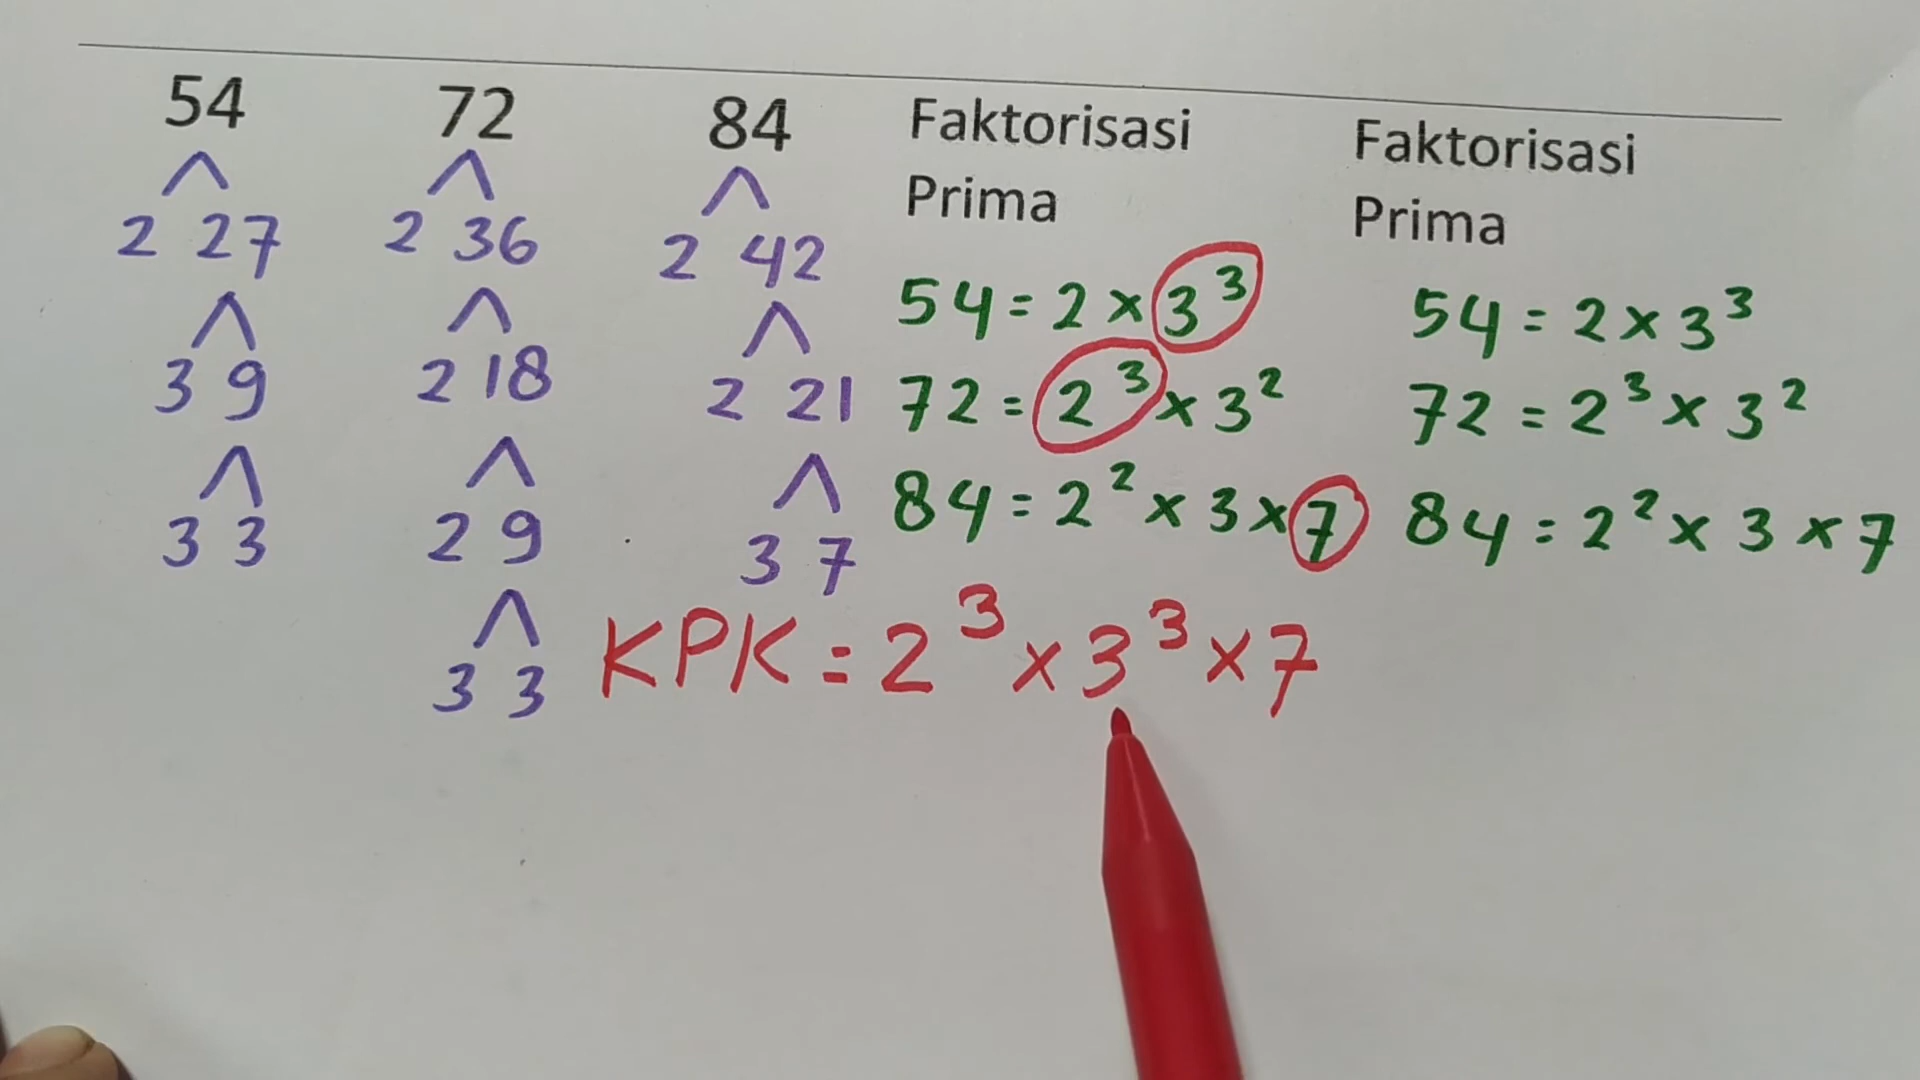 54 72 84 Faktorisasi Prima Faktorisasi Prima
2 27 2 36 2 42
3 9 2 18 2 21
3 3 2 9 3 7
3 3
54 = 2 × 3³
72 = 2³ × 3²
84 = 2² × 3 × 7
54 = 2 × 3³
72 = 2³ × 3²
84 = 2² × 3 × 7
KPK = 2³ × 3³ × 7